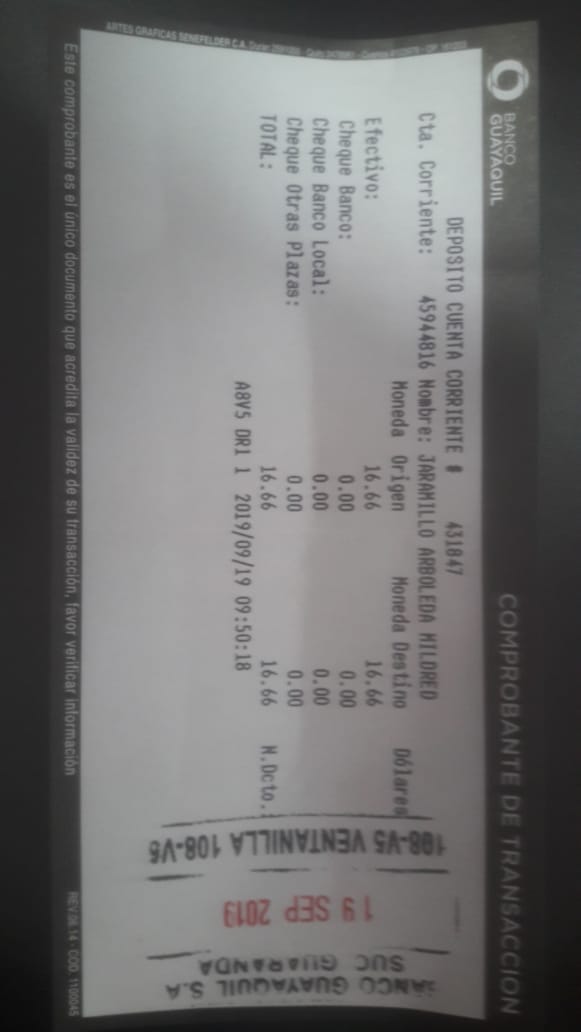 BANCO
GUAYAQUIL
COMPROBANTE DE TRANSACCION
DEPOSITO CUENTA CORRIENTE # 431847
Cta. Corriente: 45944816 Nombre: JARAMILLO ARBOLEDA MILDRED
Moneda Origen Moneda Destino Dólares
Efectivo: 16.66 16.66
Cheque Banco: 0.00 0.00
Cheque Banco Local: 0.00 0.00
Cheque Otras Plazas: 0.00 0.00
TOTAL: 16.66 16.66 N.Dcto.:
A8V5 DR1 1 2019/09/19 09:50:18
BANCO GUAYAQUIL S.A
SUC GUARANDA
19 SEP 2019
108-V5 VENTANILLA 108-V6
ARTES GRAFICAS SENEFELDER C.A.
Este comprobante es el único documento que acredita la validez de su transacción, favor verificar información
REV.06.14 - COD. 1100045